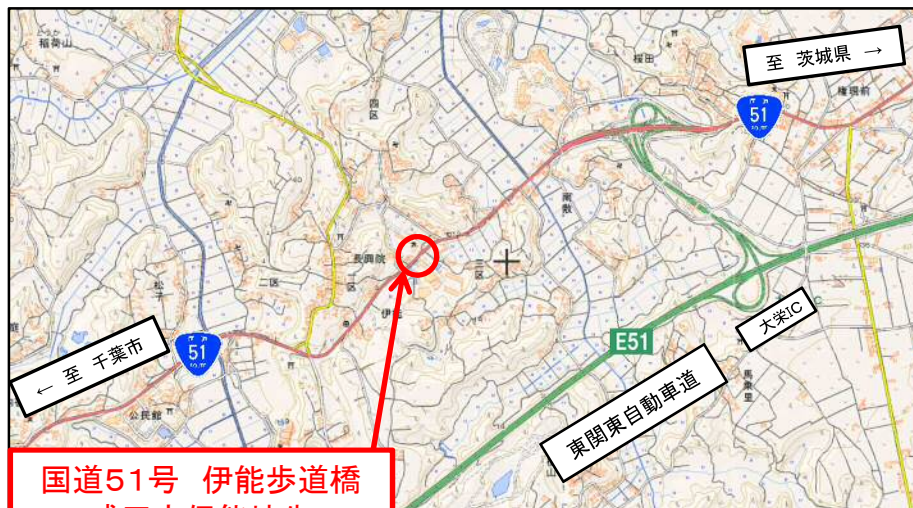 稲荷山
桜田
至 茨城県 →
権現前
51
四区
南敷
長興院
三区
二区
一区
松子
伊能
大栄IC
E51
51
← 至 千葉市
馬乗里
公民館
東関東自動車道
国道51号 伊能歩道橋